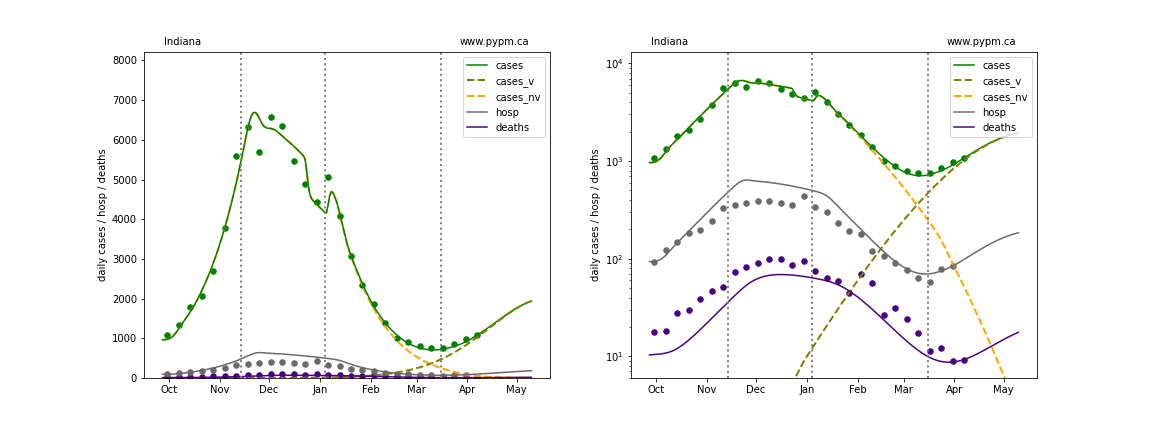 Indiana
www.pypm.ca
8000
7000
6000
5000
4000
3000
2000
1000
0
daily cases / hosp / deaths
cases
cases_v
cases_nv
hosp
deaths
Oct Nov Dec Jan Feb Mar Apr May
Indiana
www.pypm.ca
10⁴
10³
10²
10¹
daily cases / hosp / deaths
cases
cases_v
cases_nv
hosp
deaths
Oct Nov Dec Jan Feb Mar Apr May